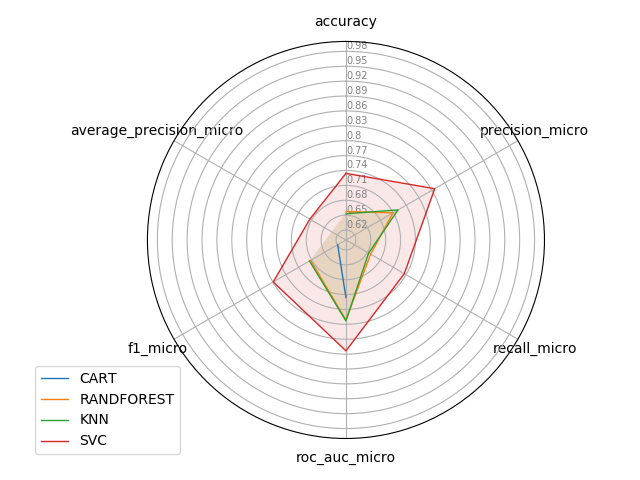 accuracy
0.98
0.95
0.92
0.89
0.86
0.83
0.8
0.77
0.74
0.71
0.68
0.65
0.62
average_precision_micro
precision_micro
f1_micro
recall_micro
roc_auc_micro
CART
RANDFOREST
KNN
SVC